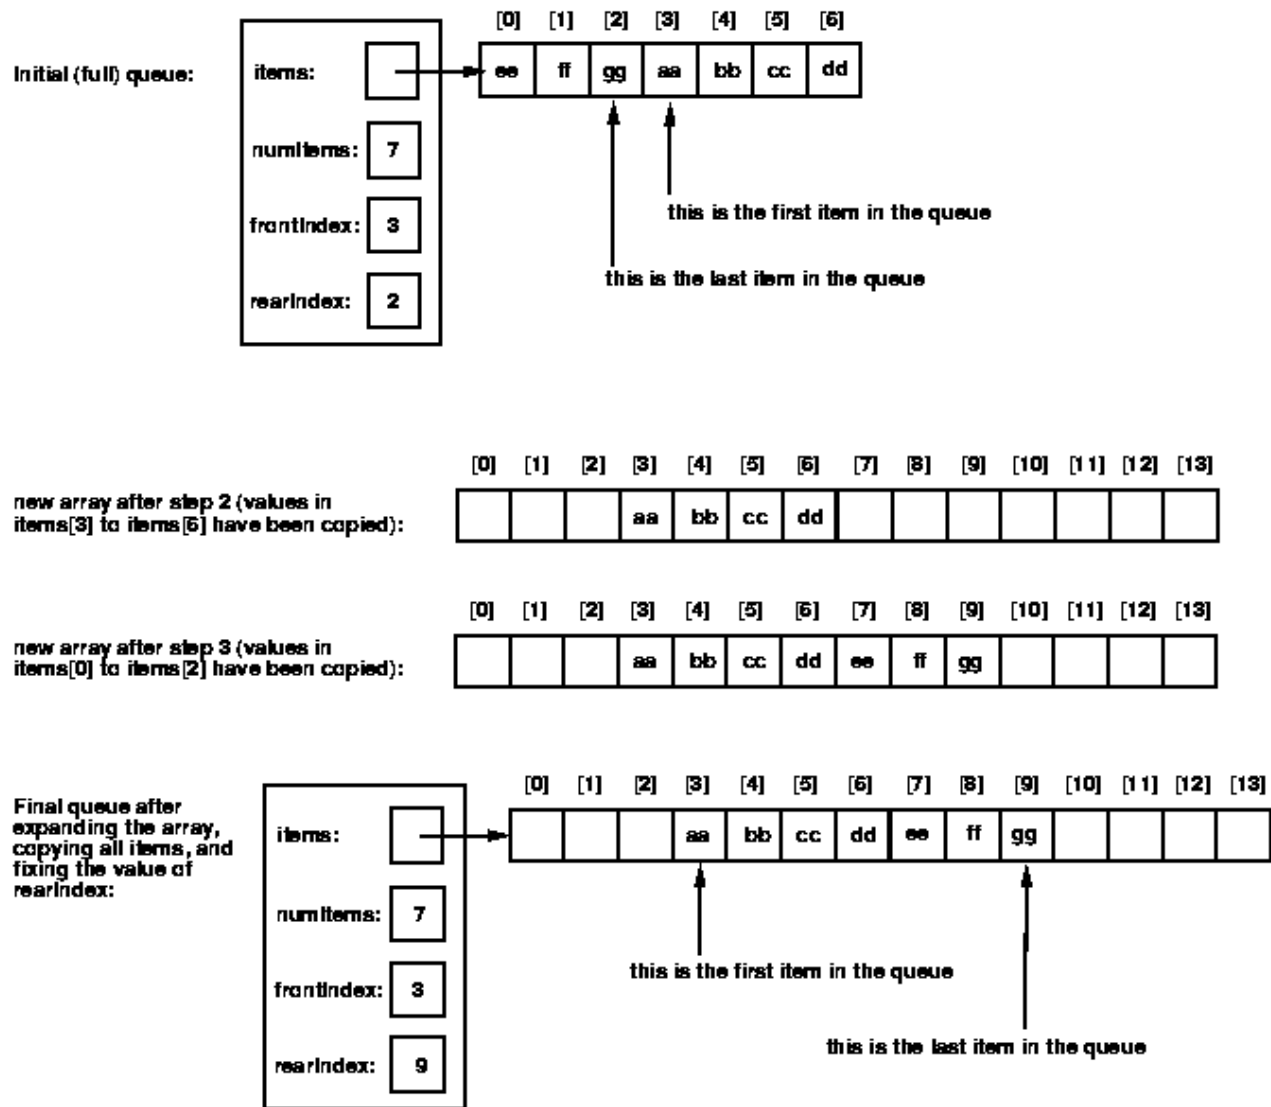 [0] [1] [2] [3] [4] [5] [6]
Initial (full) queue:
items:
ee ff gg aa bb cc dd
numItems: 7
this is the first item in the queue
frontIndex: 3
this is the last item in the queue
rearIndex: 2
[0] [1] [2] [3] [4] [5] [6] [7] [8] [9] [10] [11] [12] [13]
new array after step 2 (values in
items[3] to items[6] have been copied):
aa bb cc dd
[0] [1] [2] [3] [4] [5] [6] [7] [8] [9] [10] [11] [12] [13]
new array after step 3 (values in
items[0] to items[2] have been copied):
aa bb cc dd ee ff gg
[0] [1] [2] [3] [4] [5] [6] [7] [8] [9] [10] [11] [12] [13]
Final queue after
expanding the array,
copying all items, and
fixing the value of
rearIndex:
items:
aa bb cc dd ee ff gg
numItems: 7
this is the first item in the queue
frontIndex: 3
this is the last item in the queue
rearIndex: 9